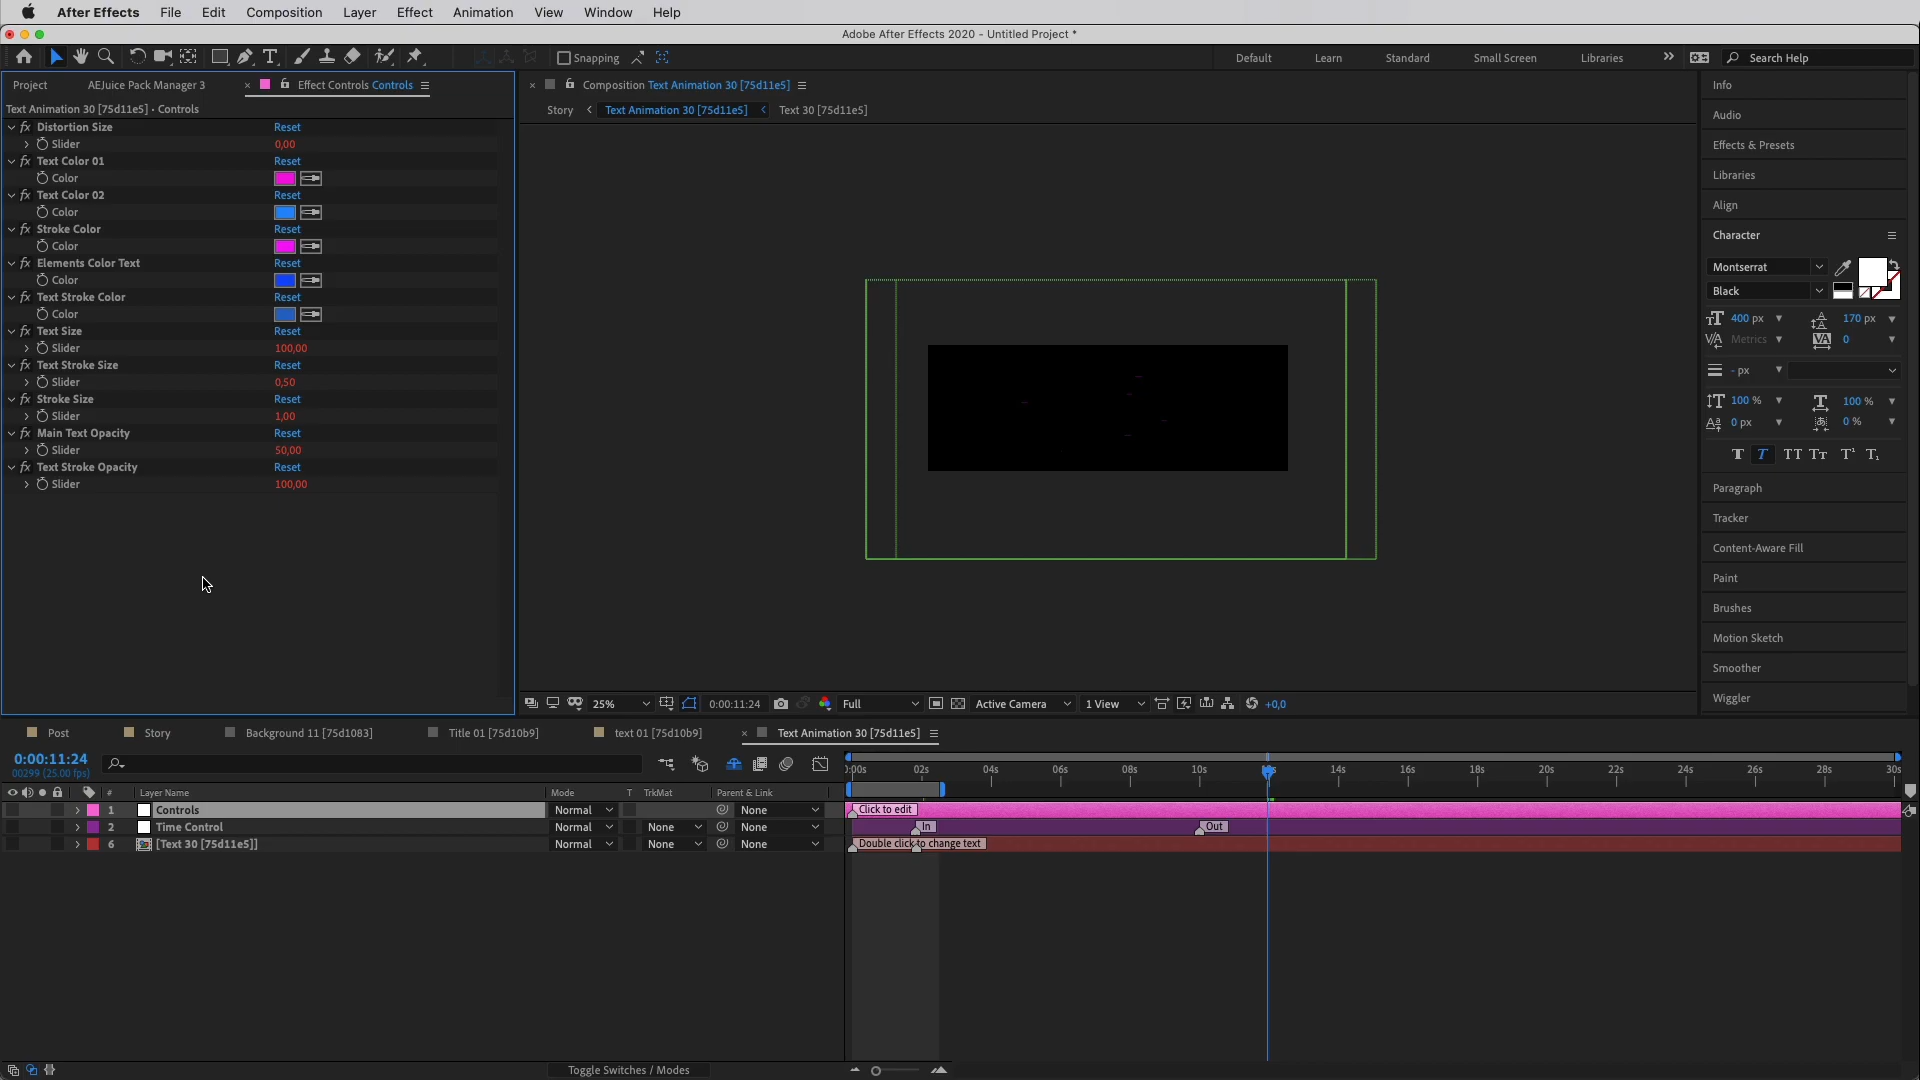 After Effects File Edit Composition Layer Effect Animation View Window Help
Adobe After Effects 2020 - Untitled Project *
Snapping
Default Learn Standard Small Screen Libraries Search Help
Project AEJuice Pack Manager 3 Effect Controls Controls
Text Animation 30 [75d11e5] • Controls
fx Distortion Size Reset
Slider 0,00
fx Text Color 01 Reset
Color
fx Text Color 02 Reset
Color
fx Stroke Color Reset
Color
fx Elements Color Text Reset
Color
fx Text Stroke Color Reset
Color
fx Text Size Reset
Slider 100,00
fx Text Stroke Size Reset
Slider 0,50
fx Stroke Size Reset
Slider 1,00
fx Main Text Opacity Reset
Slider 50,00
fx Text Stroke Opacity Reset
Slider 100,00
Composition Text Animation 30 [75d11e5]
Story Text Animation 30 [75d11e5] Text 30 [75d11e5]
25% 0:00:11:24 Full Active Camera 1 View +0,0
Info
Audio
Effects & Presets
Libraries
Align
Character
Montserrat
Black
400 px 170 px
Metrics 0
- px
100 % 100 %
0 px 0 %
Paragraph
Tracker
Content-Aware Fill
Paint
Brushes
Motion Sketch
Smoother
Wiggler
Post Story Background 11 [75d1083] Title 01 [75d10b9] text 01 [75d10b9] Text Animation 30 [75d11e5]
0:00:11:24
00299 (25.00 fps)
02s 04s 06s 08s 10s 14s 16s 18s 20s 22s 24s 26s 28s 30s
# Layer Name Mode T TrkMat Parent & Link
1 Controls Normal None Click to edit
2 Time Control Normal None None In Out
6 [Text 30 [75d11e5]] Normal None None Double click to change text
Toggle Switches / Modes